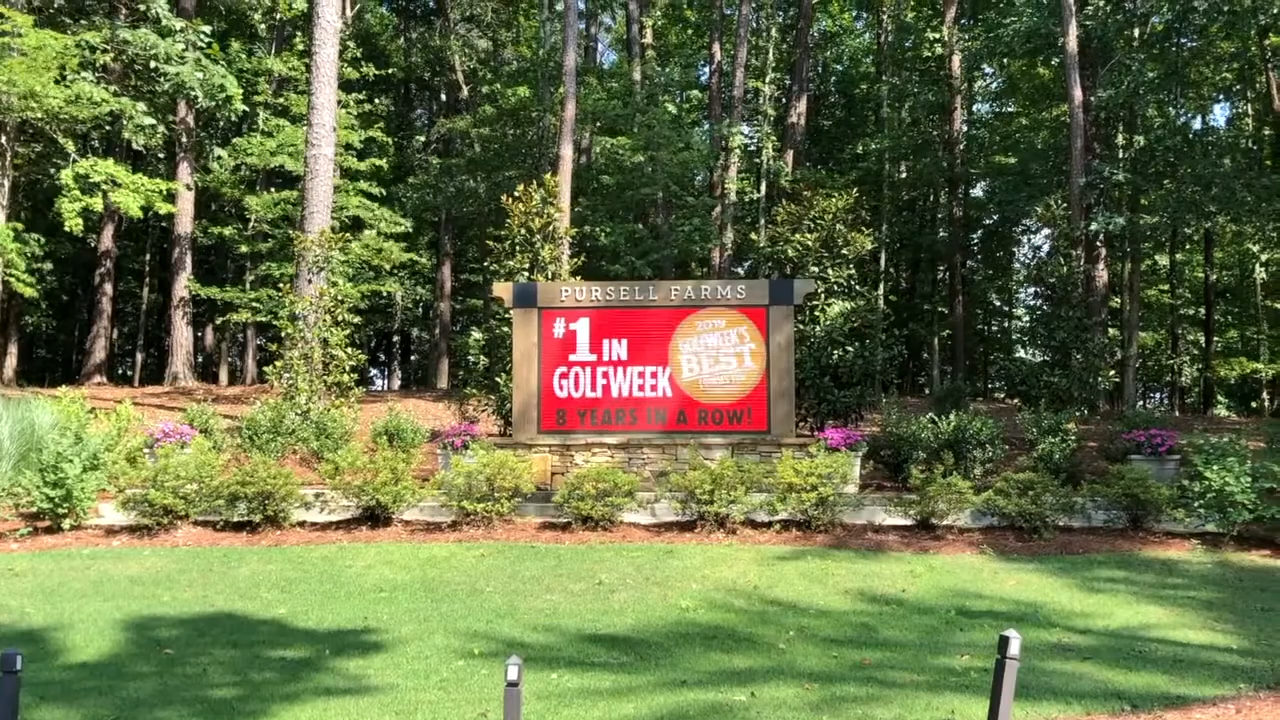 PURSELL FARMS
#1 IN
GOLFWEEK
8 YEARS IN A ROW!
2019
GOLFWEEK'S
BEST